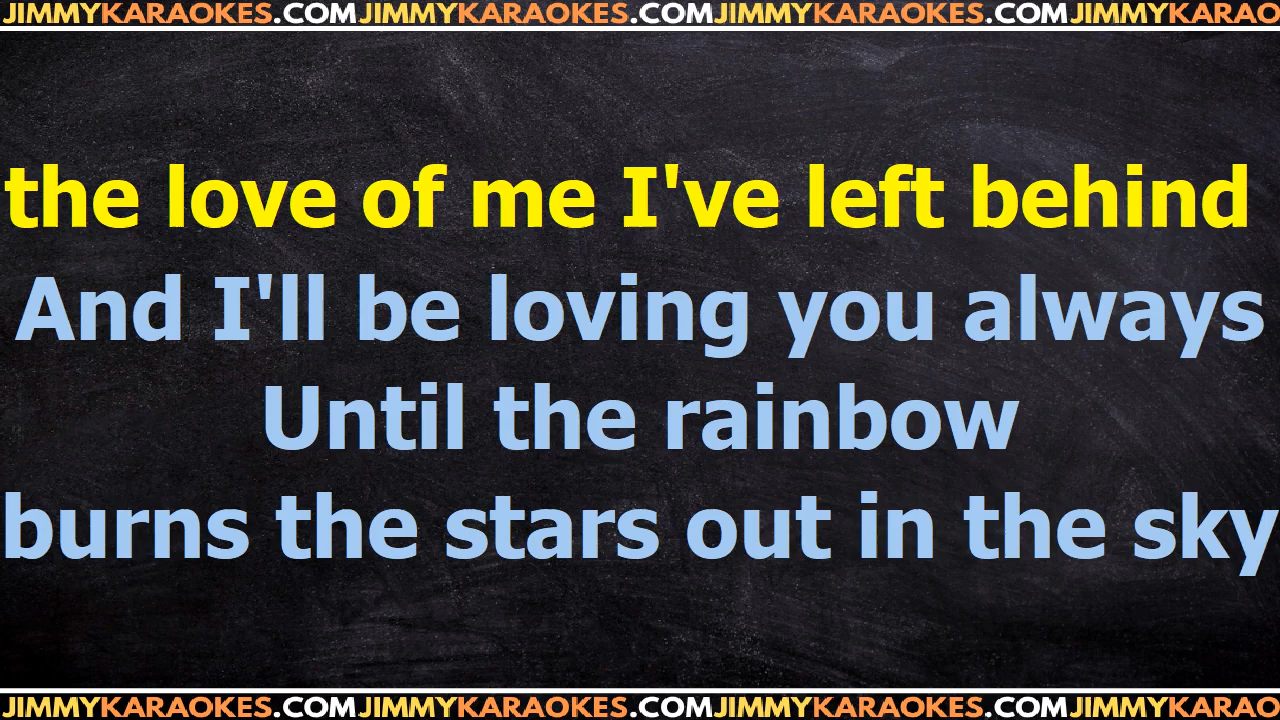 JIMMYKARAOKES.COMJIMMYKARAOKES.COMJIMMYKARAOKES.COMJIMMYKARAO
the love of me I've left behind
And I'll be loving you always
Until the rainbow
burns the stars out in the sky
JIMMYKARAOKES.COMJIMMYKARAOKES.COMJIMMYKARAOKES.COMJIMMYKARAO